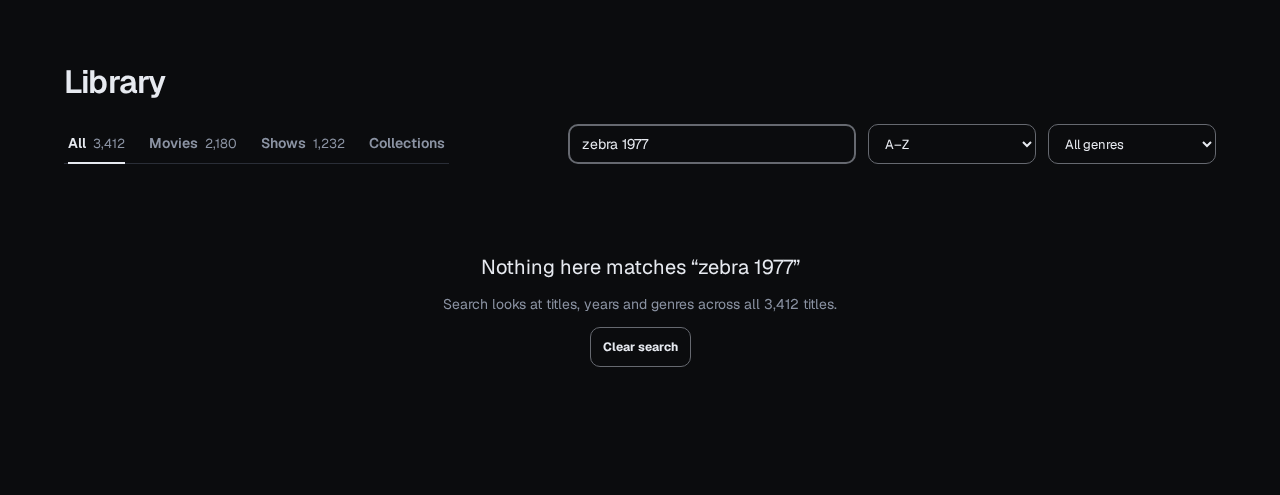 Library
All 3,412 Movies 2,180 Shows 1,232 Collections zebra 1977 A–Z All genres
Nothing here matches “zebra 1977”
Search looks at titles, years and genres across all 3,412 titles.
Clear search